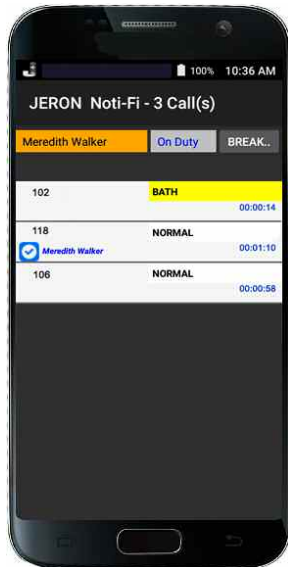 100% 10:36 AM
JERON Noti-Fi - 3 Call(s)
Meredith Walker On Duty BREAK..
102 BATH
00:00:14
118 NORMAL
Meredith Walker 00:01:10
106 NORMAL
00:00:58